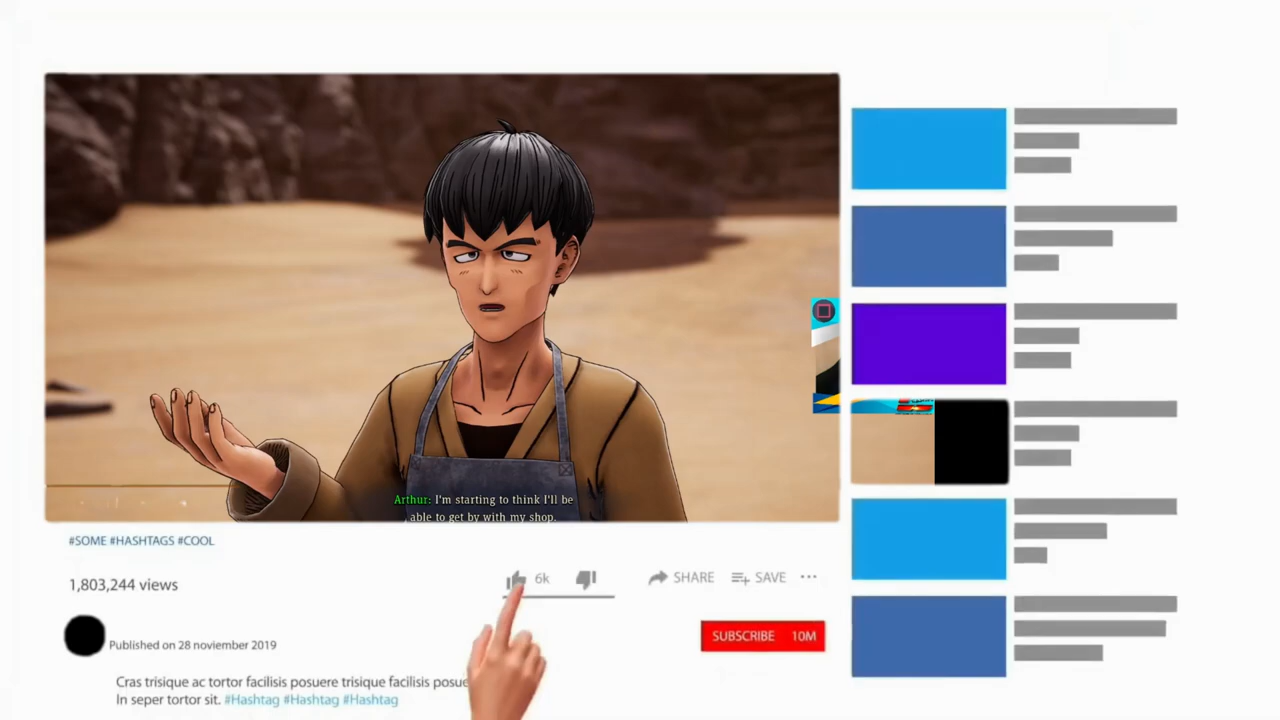 Arthur: I'm starting to think I'll be
able to get by with my shop.
#SOME #HASHTAGS #COOL
1,803,244 views
6k
SHARE
SAVE
Published on 28 noviember 2019
SUBSCRIBE 10M
Cras trisique ac tortor facilisis posuere trisique facilisis posue
In seper tortor sit. #Hashtag #Hashtag #Hashtag